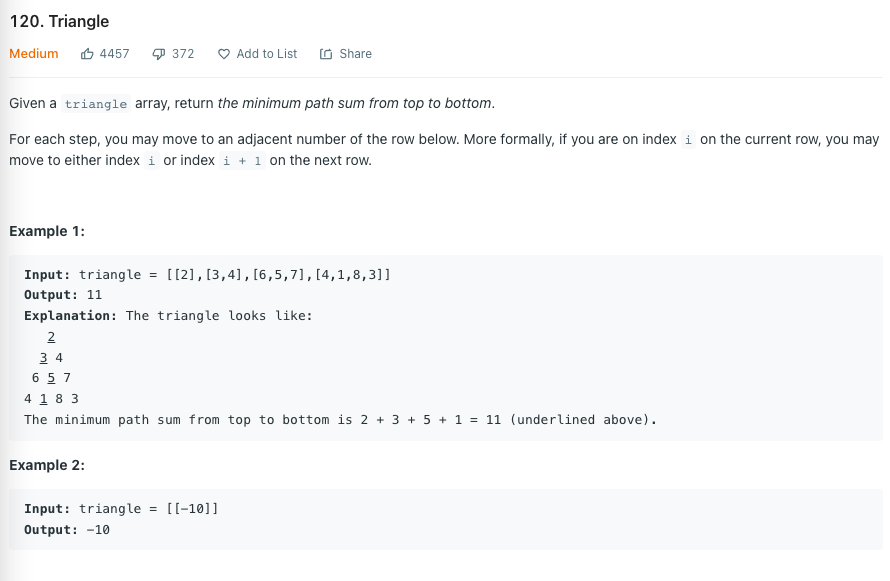 120. Triangle
Medium 4457 372 Add to List Share
Given a triangle array, return the minimum path sum from top to bottom.
For each step, you may move to an adjacent number of the row below. More formally, if you are on index i on the current row, you may
move to either index i or index i + 1 on the next row.
Example 1:
Input: triangle = [[2],[3,4],[6,5,7],[4,1,8,3]]
Output: 11
Explanation: The triangle looks like:
2
3 4
6 5 7
4 1 8 3
The minimum path sum from top to bottom is 2 + 3 + 5 + 1 = 11 (underlined above).
Example 2:
Input: triangle = [[-10]]
Output: -10